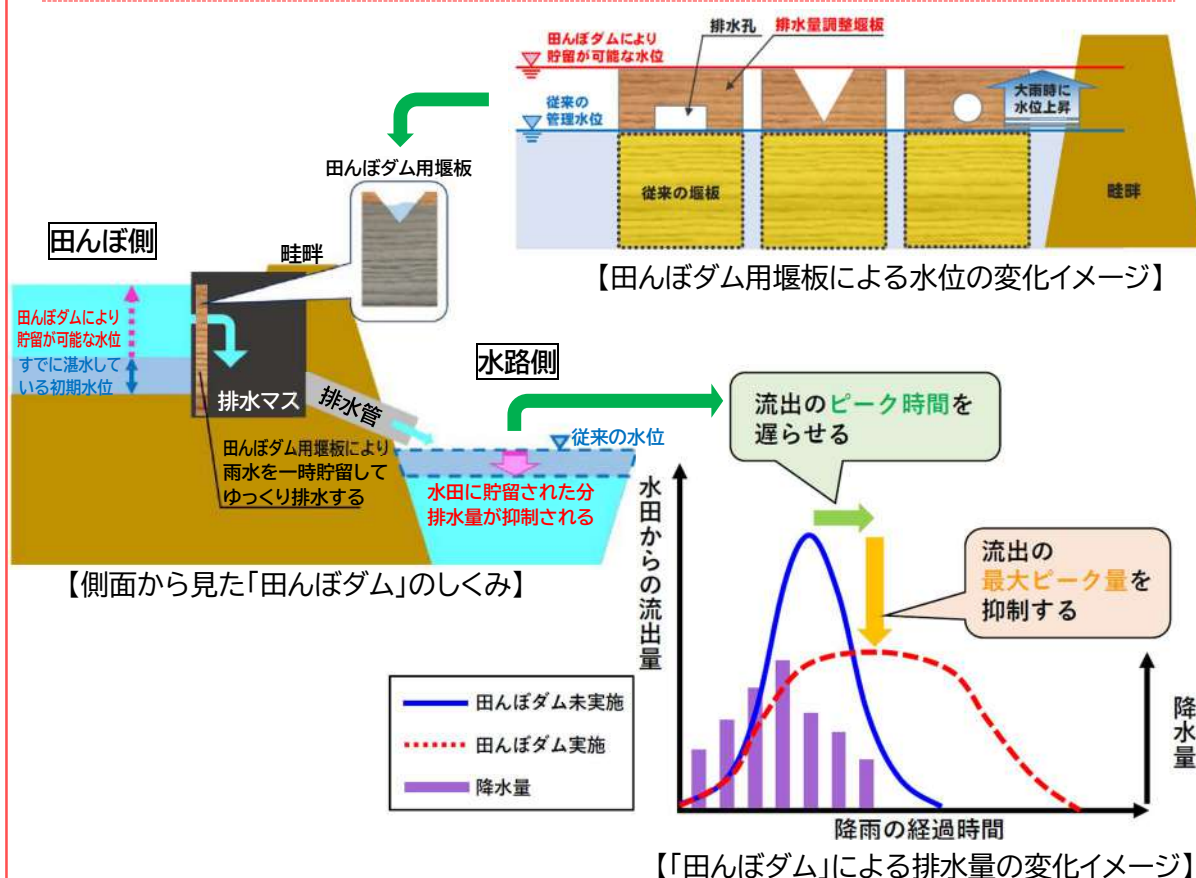 田んぼダムにより
貯留が可能な水位
排水孔
排水量調整堰板
従来の
管理水位
大雨時に
水位上昇
従来の堰板
畦畔
【田んぼダム用堰板による水位の変化イメージ】
田んぼダム用堰板
田んぼ側
畦畔
田んぼダムにより
貯留が可能な水位
すでに湛水して
いる初期水位
排水マス
排水管
田んぼダム用堰板により
雨水を一時貯留して
ゆっくり排水する
水路側
従来の水位
水田に貯留された分
排水量が抑制される
【側面から見た「田んぼダム」のしくみ】
流出のピーク時間を
遅らせる
流出の
最大ピーク量を
抑制する
水田からの流出量
降水量
田んぼダム未実施
田んぼダム実施
降水量
降雨の経過時間
【「田んぼダム」による排水量の変化イメージ】